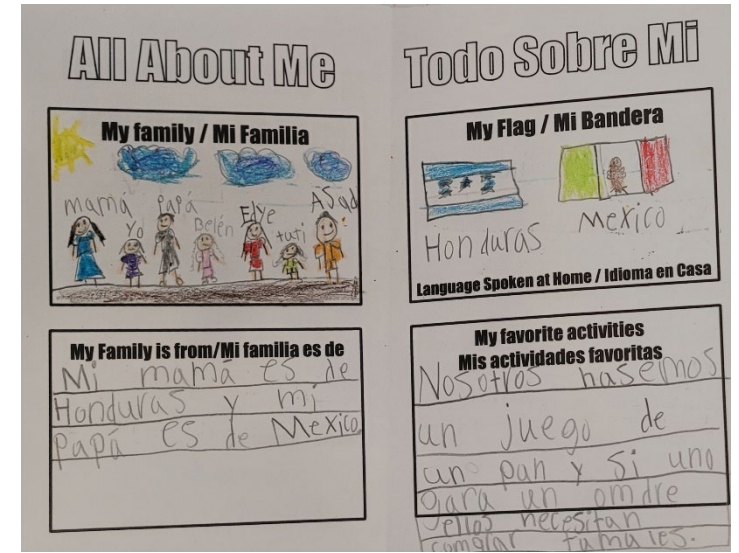 All About Me
My family / Mi Familia
mamá
Yo
papá
Belén
Edye
tuti
ASad
My Family is from/Mi familia es de
Mi mamá es de
Honduras y mi
Papá es de Mexico
Todo Sobre Mi
My Flag / Mi Bandera
Honduras
Mexico
Language Spoken at Home / Idioma en Casa
My favorite activities
Mis actividades favoritas
Nosotros hasemos
un juego de
un pan y si uno
gara un omdre
ellos necesitan
comglar tamales.